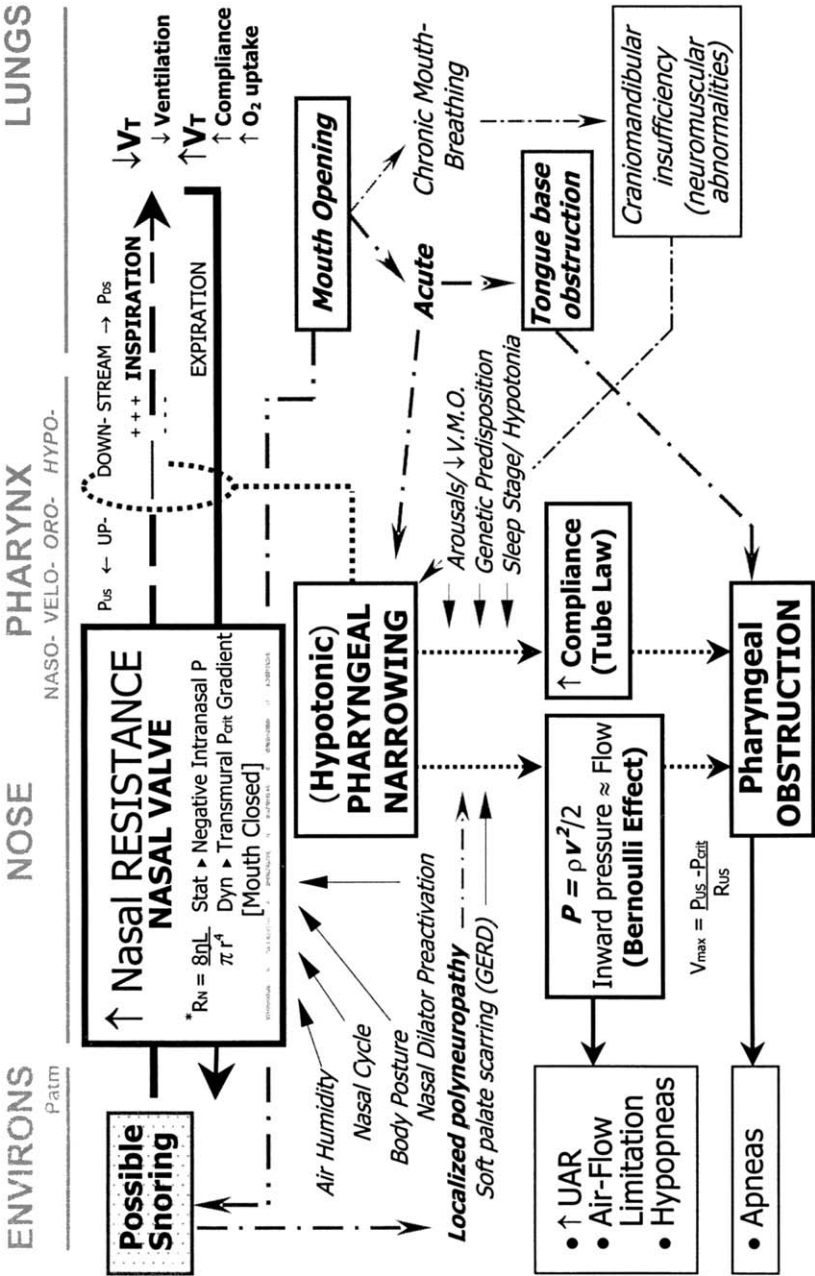 ENVIRONS
Patm
NOSE
PHARYNX
NASO- VELO- ORO- HYPO-
LUNGS
Possible
Snoring
↑ Nasal RESISTANCE
NASAL VALVE
*RN = 8ηL
π r4
Stat ▸ Negative Intranasal P
Dyn ▸ Transmural Pcrit Gradient
[Mouth Closed]
PUS ← UP- DOWN- STREAM → PDS
+ + + INSPIRATION
- - -
EXPIRATION
↓VT
↓ Ventilation
↑VT
↑ Compliance
↑ O2 uptake
Air Humidity
Nasal Cycle
Body Posture
Nasal Dilator Preactivation
Localized polyneuropathy
Soft palate scarring (GERD)
(Hypotonic)
PHARYNGEAL
NARROWING
Arousals/ ↓V.M.O.
Genetic Predisposition
Sleep Stage/ Hypotonia
Mouth Opening
Acute
Chronic Mouth-
Breathing
Tongue base
obstruction
Craniomandibular
insufficiency
(neuromuscular
abnormalities)
P = ρv2/2
Inward pressure ≈ Flow
(Bernoulli Effect)
↑ Compliance
(Tube Law)
• ↑ UAR
• Air-Flow
Limitation
• Hypopneas
Vmax = PUS -Pcrit
RUS
Pharyngeal
OBSTRUCTION
• Apneas